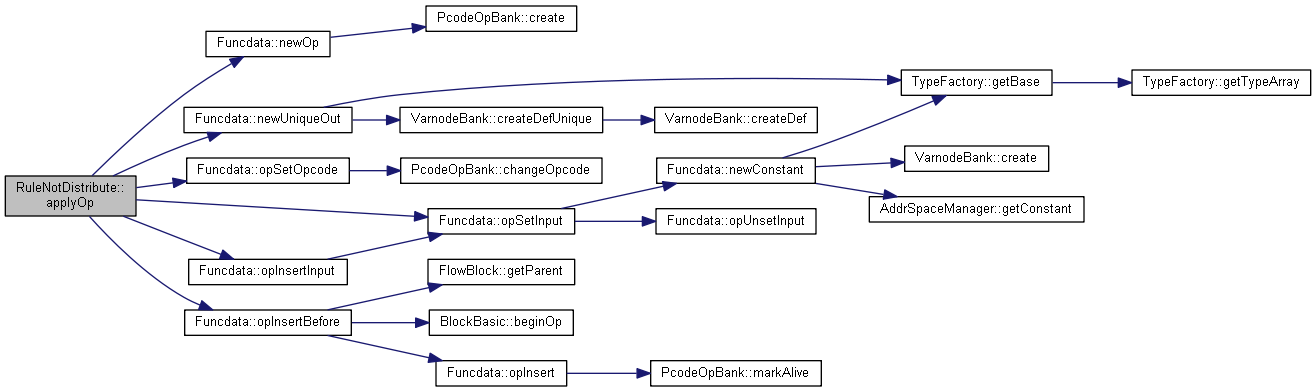 RuleNotDistribute::
applyOp
Funcdata::newOp
PcodeOpBank::create
Funcdata::newUniqueOut
VarnodeBank::createDefUnique
VarnodeBank::createDef
TypeFactory::getBase
TypeFactory::getTypeArray
Funcdata::opSetOpcode
PcodeOpBank::changeOpcode
Funcdata::newConstant
VarnodeBank::create
AddrSpaceManager::getConstant
Funcdata::opSetInput
Funcdata::opUnsetInput
Funcdata::opInsertInput
Funcdata::opInsertBefore
FlowBlock::getParent
BlockBasic::beginOp
Funcdata::opInsert
PcodeOpBank::markAlive